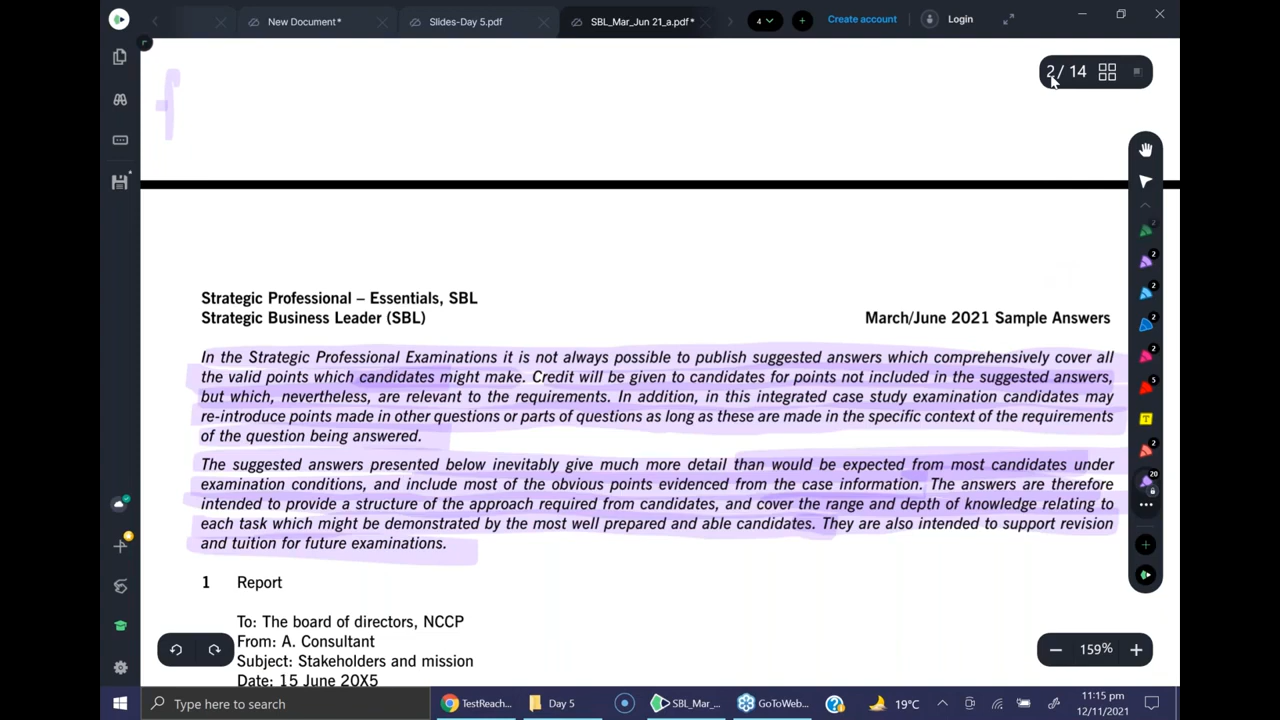 New Document*
Slides-Day 5.pdf
SBL_Mar_Jun 21_a.pdf*
4
Create account
Login
2/ 14
f
Strategic Professional – Essentials, SBL
Strategic Business Leader (SBL)
March/June 2021 Sample Answers
In the Strategic Professional Examinations it is not always possible to publish suggested answers which comprehensively cover all
the valid points which candidates might make. Credit will be given to candidates for points not included in the suggested answers,
but which, nevertheless, are relevant to the requirements. In addition, in this integrated case study examination candidates may
re-introduce points made in other questions or parts of questions as long as these are made in the specific context of the requirements
of the question being answered.
The suggested answers presented below inevitably give much more detail than would be expected from most candidates under
examination conditions, and include most of the obvious points evidenced from the case information. The answers are therefore
intended to provide a structure of the approach required from candidates, and cover the range and depth of knowledge relating to
each task which might be demonstrated by the most well prepared and able candidates. They are also intended to support revision
and tuition for future examinations.
1 Report
To: The board of directors, NCCP
From: A. Consultant
Subject: Stakeholders and mission
Date: 15 June 20X5
2
2
2
2
2
5
T
2
20
159%
Type here to search
TestReach...
Day 5
SBL_Mar_...
GoToWeb...
19°C
11:15 pm
12/11/2021